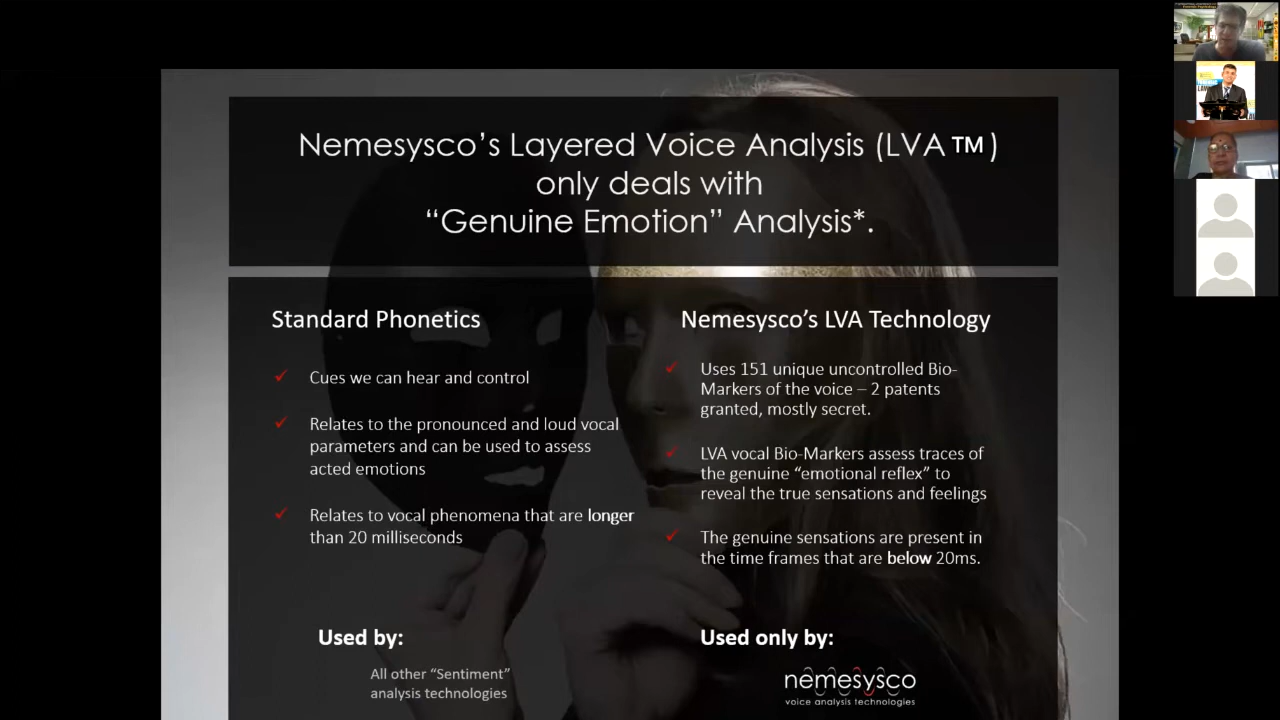 Nemesysco's Layered Voice Analysis (LVA™)
only deals with
"Genuine Emotion" Analysis*.
Standard Phonetics
✓ Cues we can hear and control
✓ Relates to the pronounced and loud vocal
parameters and can be used to assess
acted emotions
✓ Relates to vocal phenomena that are longer
than 20 milliseconds
Used by:
All other "Sentiment"
analysis technologies
Nemesysco's LVA Technology
✓ Uses 151 unique uncontrolled Bio-
Markers of the voice – 2 patents
granted, mostly secret.
✓ LVA vocal Bio-Markers assess traces of
the genuine "emotional reflex" to
reveal the true sensations and feelings
✓ The genuine sensations are present in
the time frames that are below 20ms.
Used only by:
nemesysco
voice analysis technologies